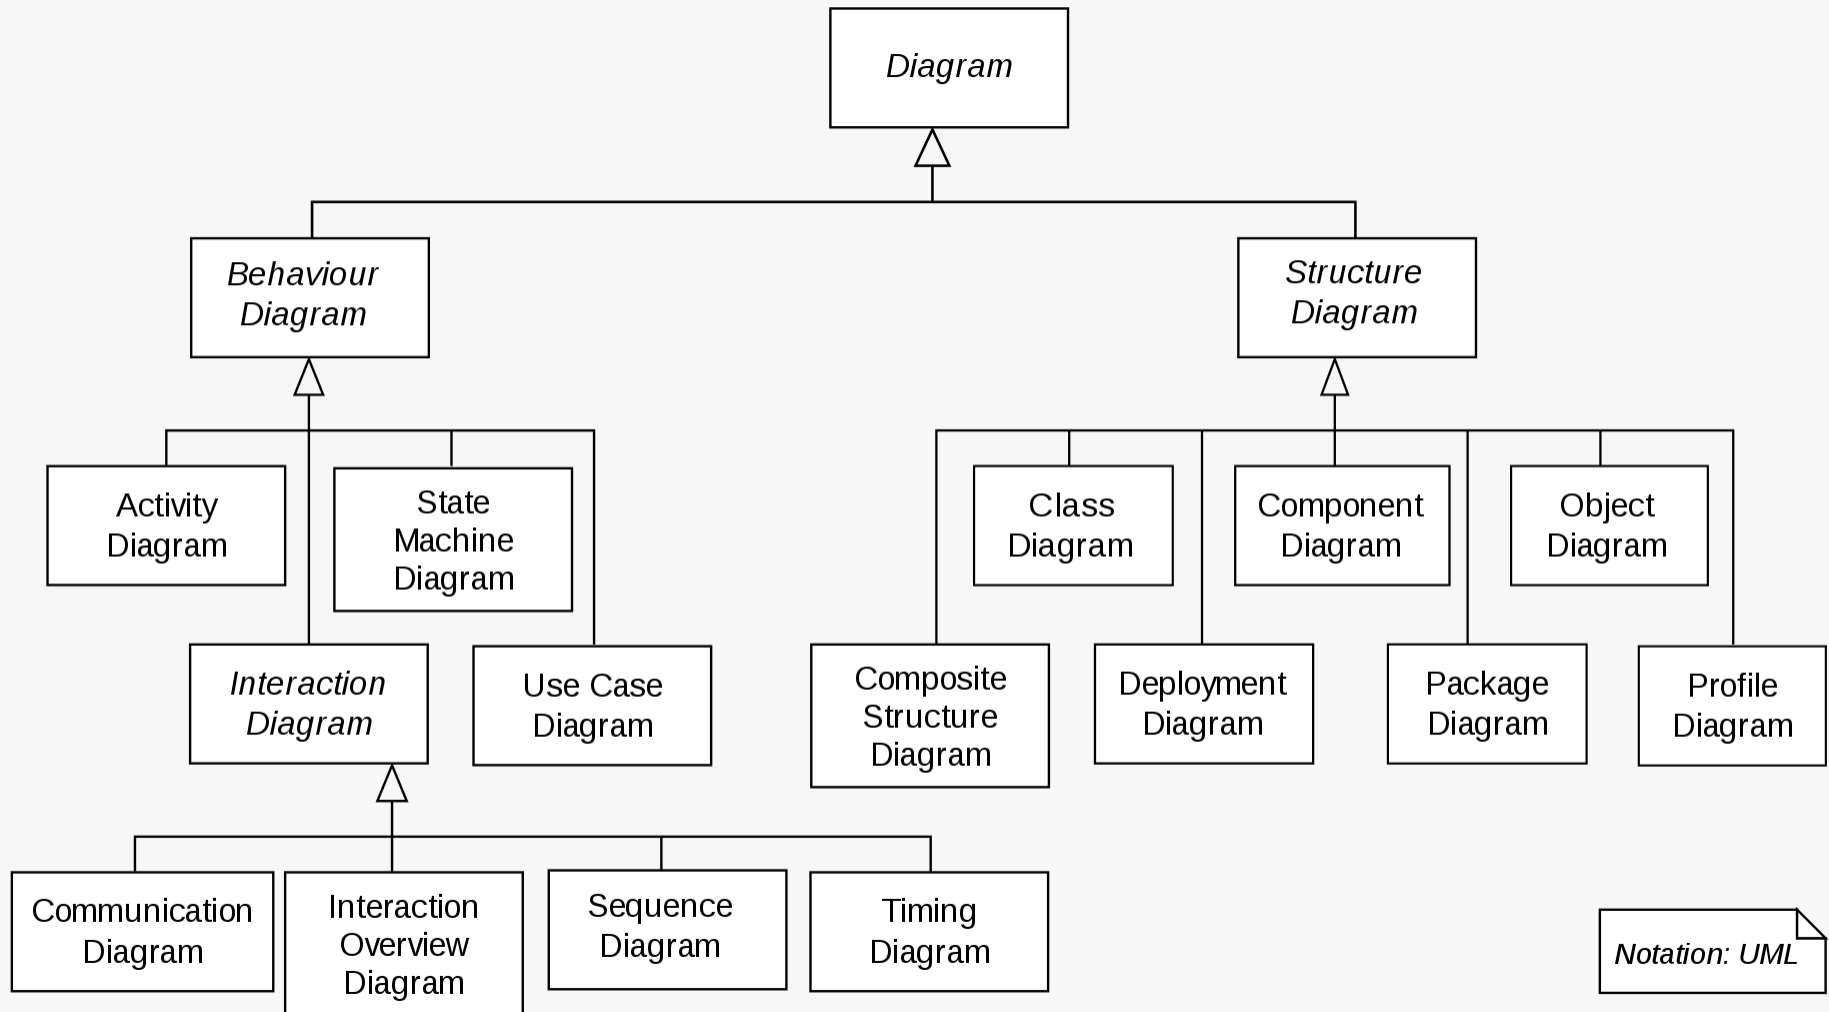 Diagram
Behaviour
Diagram
Structure
Diagram
Activity
Diagram
State
Machine
Diagram
Class
Diagram
Component
Diagram
Object
Diagram
Interaction
Diagram
Use Case
Diagram
Composite
Structure
Diagram
Deployment
Diagram
Package
Diagram
Profile
Diagram
Communication
Diagram
Interaction
Overview
Diagram
Sequence
Diagram
Timing
Diagram
Notation: UML